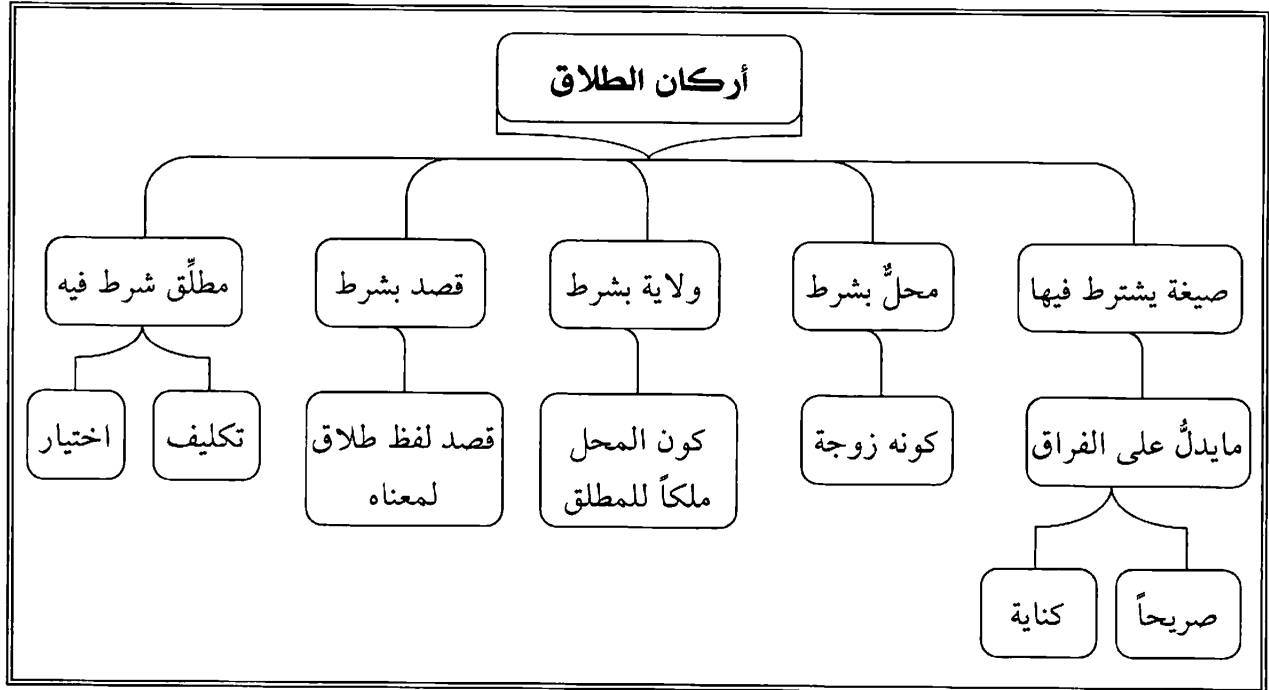 أركان الطلاق
صيغة يشترط فيها
محلٌّ بشرط
ولاية بشرط
قصد بشرط
مطلِّق شرط فيه
مايدلُّ على الفراق
كونه زوجة
كون المحل
ملكاً للمطلق
قصد لفظ طلاق
لمعناه
تكليف
اختيار
صريحاً
كناية